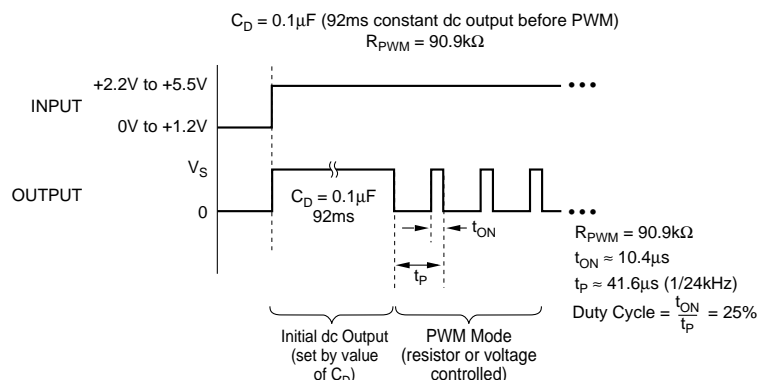 C_D = 0.1μF (92ms constant dc output before PWM)
R_PWM = 90.9kΩ
+2.2V to +5.5V
INPUT
0V to +1.2V
V_S
OUTPUT
C_D = 0.1μF
92ms
0
t_ON
t_P
R_PWM = 90.9kΩ
t_ON ≈ 10.4μs
t_P ≈ 41.6μs (1/24kHz)
Duty Cycle = t_ON/t_P = 25%
Initial dc Output
(set by value
of C_D)
PWM Mode
(resistor or voltage
controlled)